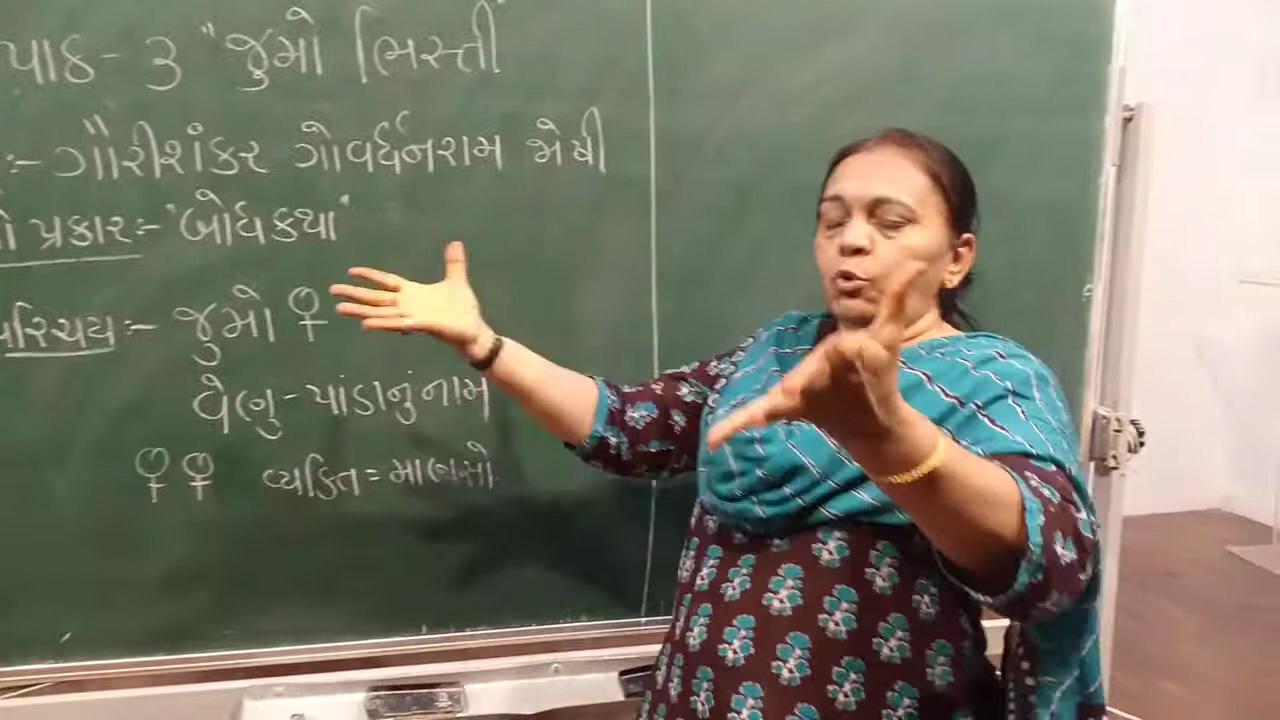 પાઠ - ૩ "જુમો ભિસ્તી"
:- ગૌરીશંકર ગોવર્ધનરામ જોષી
પ્રકાર :- "બોધકથા"
પરિચય :- જુમો
વેણુ - પાંડાનું નામ
વ્યકિત = માણસો